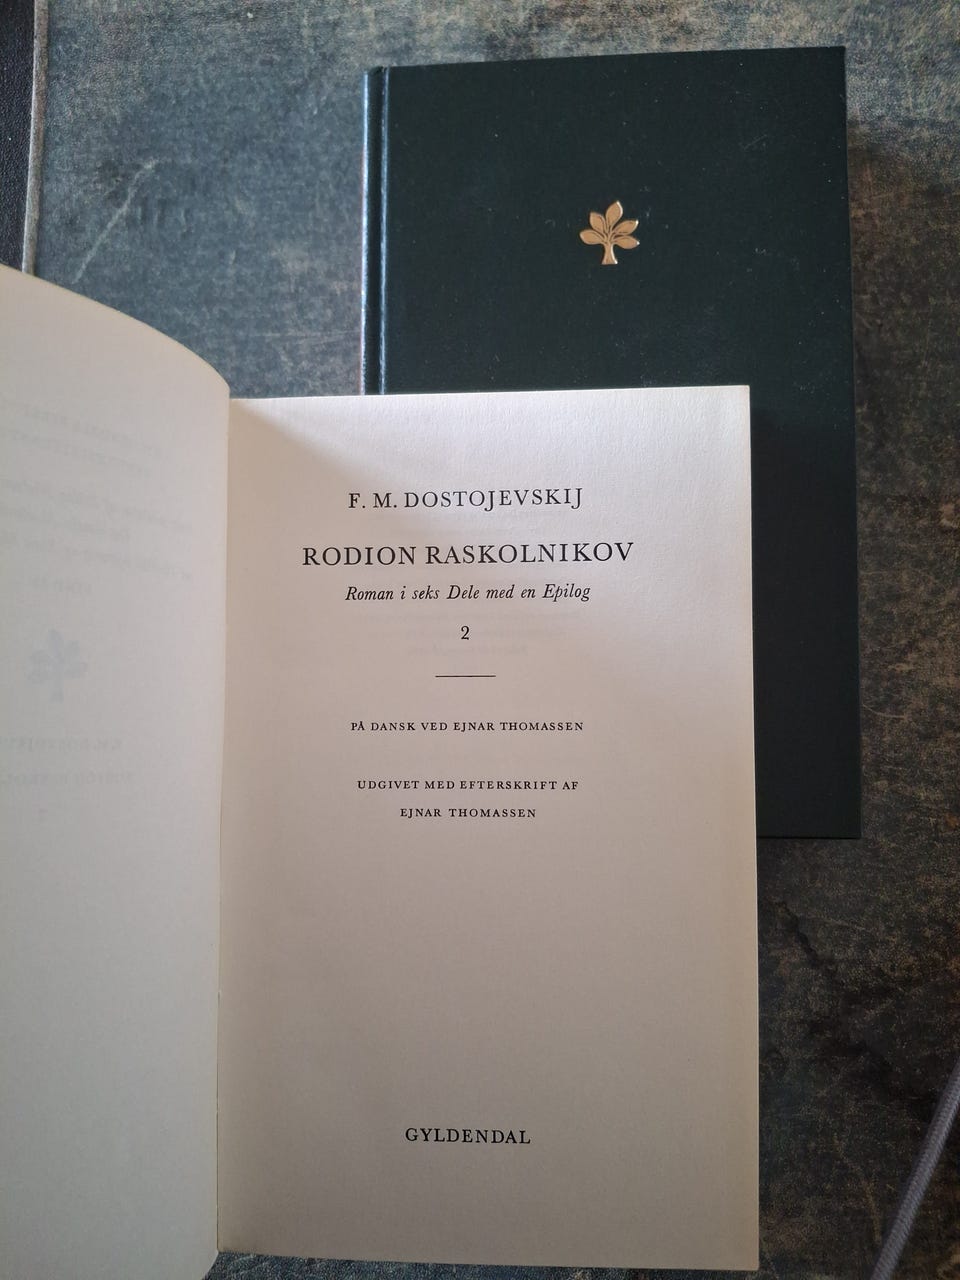 F. M. DOSTOJEVSKIJ
RODION RASKOLNIKOV
Roman i seks Dele med en Epilog
2
PÅ DANSK VED EJNAR THOMASSEN
UDGIVET MED EFTERSKRIFT AF
EJNAR THOMASSEN
GYLDENDAL